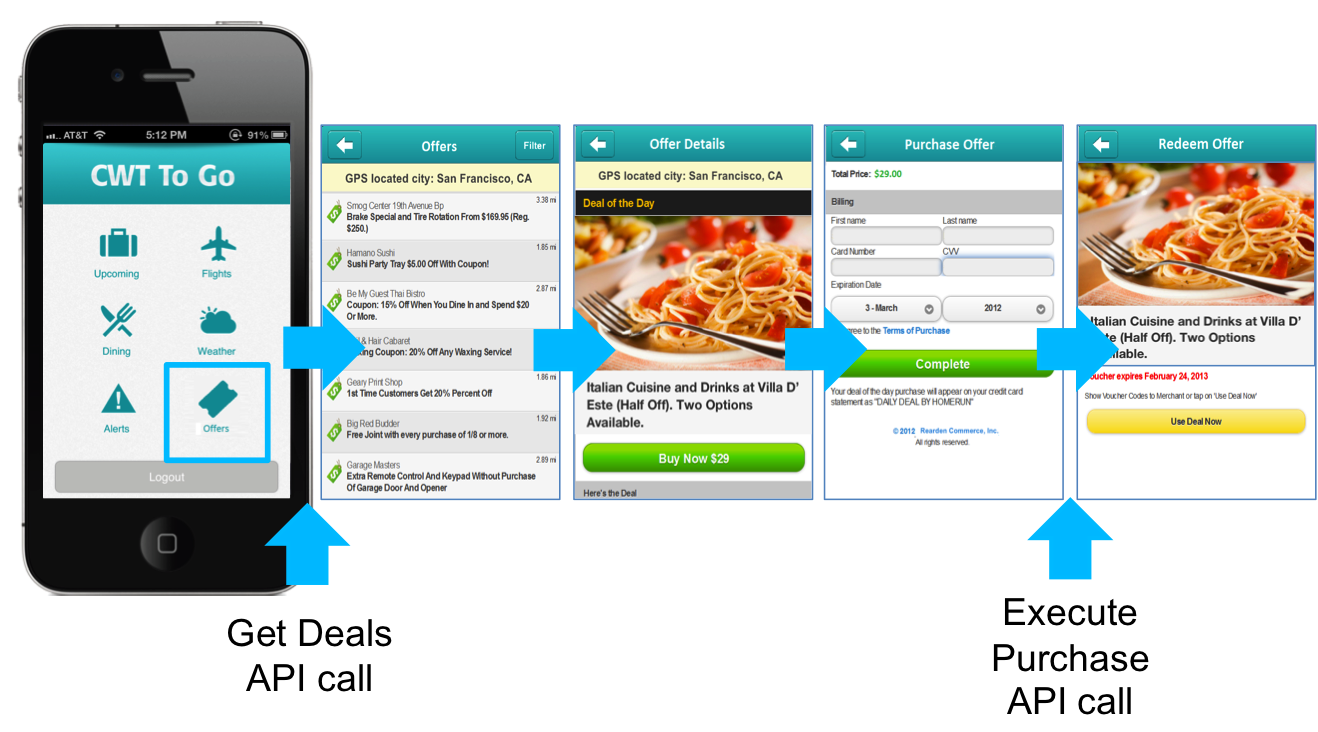 AT&T 5:12 PM 91%
CWT To Go
Upcoming Flights
Dining Weather
Alerts Offers
Logout
Offers Filter
GPS located city: San Francisco, CA
3.38 mi
Smog Center 19th Avenue Bp
Brake Special and Tire Rotation From $169.95 (Reg.
$250.)
1.85 mi
Hamano Sushi
Sushi Party Tray $5.00 Off With Coupon!
2.87 mi
Be My Guest Thai Bistro
Coupon: 15% Off When You Dine In and Spend $20
Or More.
& Hair Cabaret
Coupon: 20% Off Any Waxing Service!
1.86 mi
Geary Print Shop
1st Time Customers Get 20% Percent Off
1.92 mi
Big Red Budder
Free Joint with every purchase of 1/8 or more.
2.89 mi
Garage Masters
Extra Remote Control And Keypad Without Purchase
Of Garage Door And Opener
Offer Details
GPS located city: San Francisco, CA
Deal of the Day
Italian Cuisine and Drinks at Villa D'
Este (Half Off). Two Options
Available.
Buy Now $29
Here's the Deal
Purchase Offer
Total Price: $29.00
Billing
First name Last name
Card Number CVV
Expiration Date
3 - March 2012
agree to the Terms of Purchase
Complete
Your deal of the day purchase will appear on your credit card
statement as "DAILY DEAL BY HOMERUN"
© 2012 Rearden Commerce, Inc.
All rights reserved.
Redeem Offer
Italian Cuisine and Drinks at Villa D'
(Half Off). Two Options
Voucher expires February 24, 2013
Show Voucher Codes to Merchant or tap on 'Use Deal Now'
Use Deal Now
Get Deals
API call
Execute
Purchase
API call